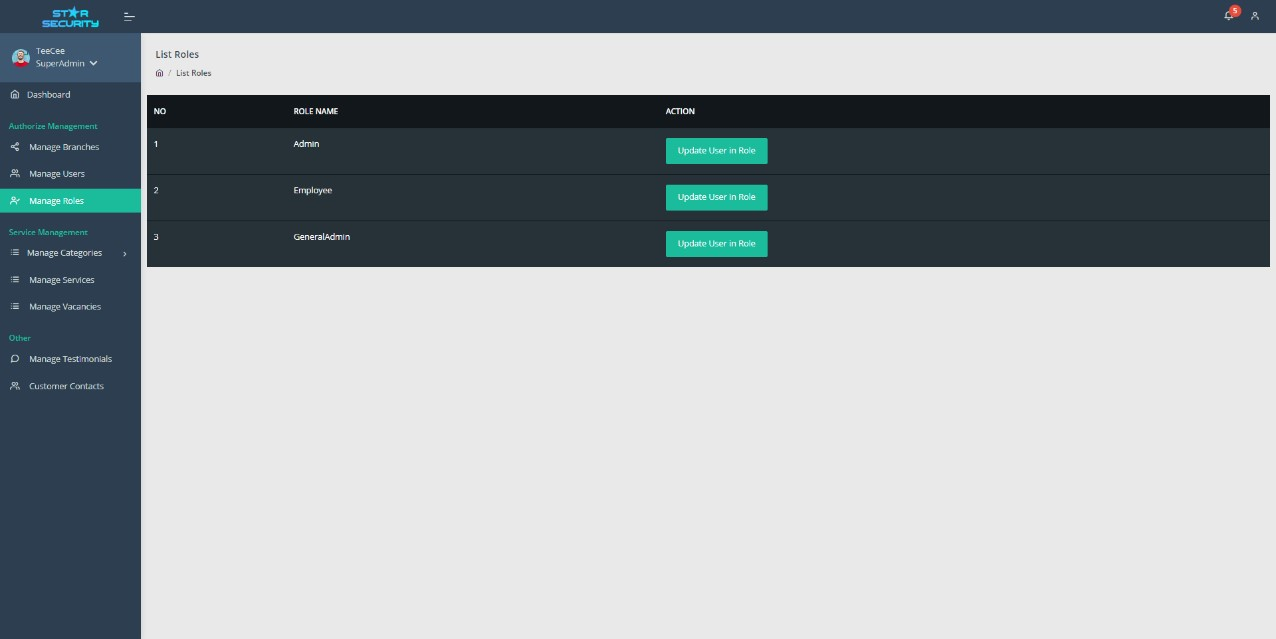 STAR
SECURITY
5
TeeCee
SuperAdmin
Dashboard
Authorize Management
Manage Branches
Manage Users
Manage Roles
Service Management
Manage Categories
Manage Services
Manage Vacancies
Other
Manage Testimonials
Customer Contacts
List Roles
/ List Roles
NO ROLE NAME ACTION
1 Admin Update User in Role
2 Employee Update User in Role
3 GeneralAdmin Update User in Role